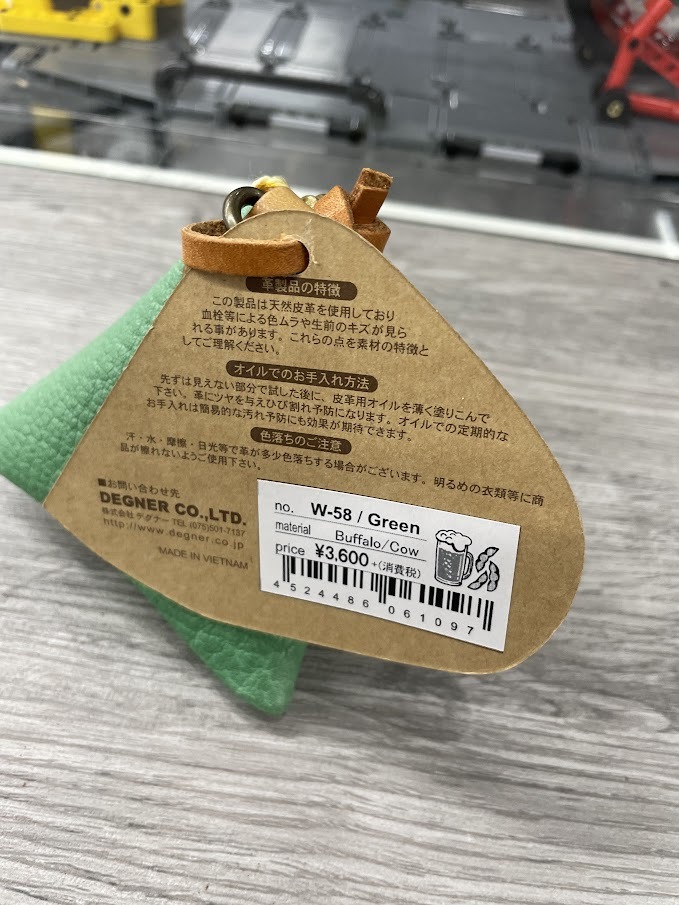 革製品の特徴
この製品は天然皮革を使用しており
血栓等による色ムラや生前のキズが見ら
れる事があります。これらの点を素材の特徴と
してご理解ください。
オイルでのお手入れ方法
先ずは見えない部分で試した後に、皮革用オイルを薄く塗りこんで
下さい。革にツヤを与えひび割れ予防になります。オイルでの定期的な
お手入れは簡易的な汚れ予防にも効果が期待できます。
色落ちのご注意
汗・水・摩擦・日光等で革が多少色落ちする場合がございます。明るめの衣類等に商
品が擦れないようご使用下さい。
■お問い合わせ先
DEGNER CO.,LTD.
株式会社 デグナー TEL (075)501-7137
http://www.degner.co.jp
MADE IN VIETNAM
no. W-58 / Green
material Buffalo/Cow
price ¥3,600 +(消費税)
4524486 061097